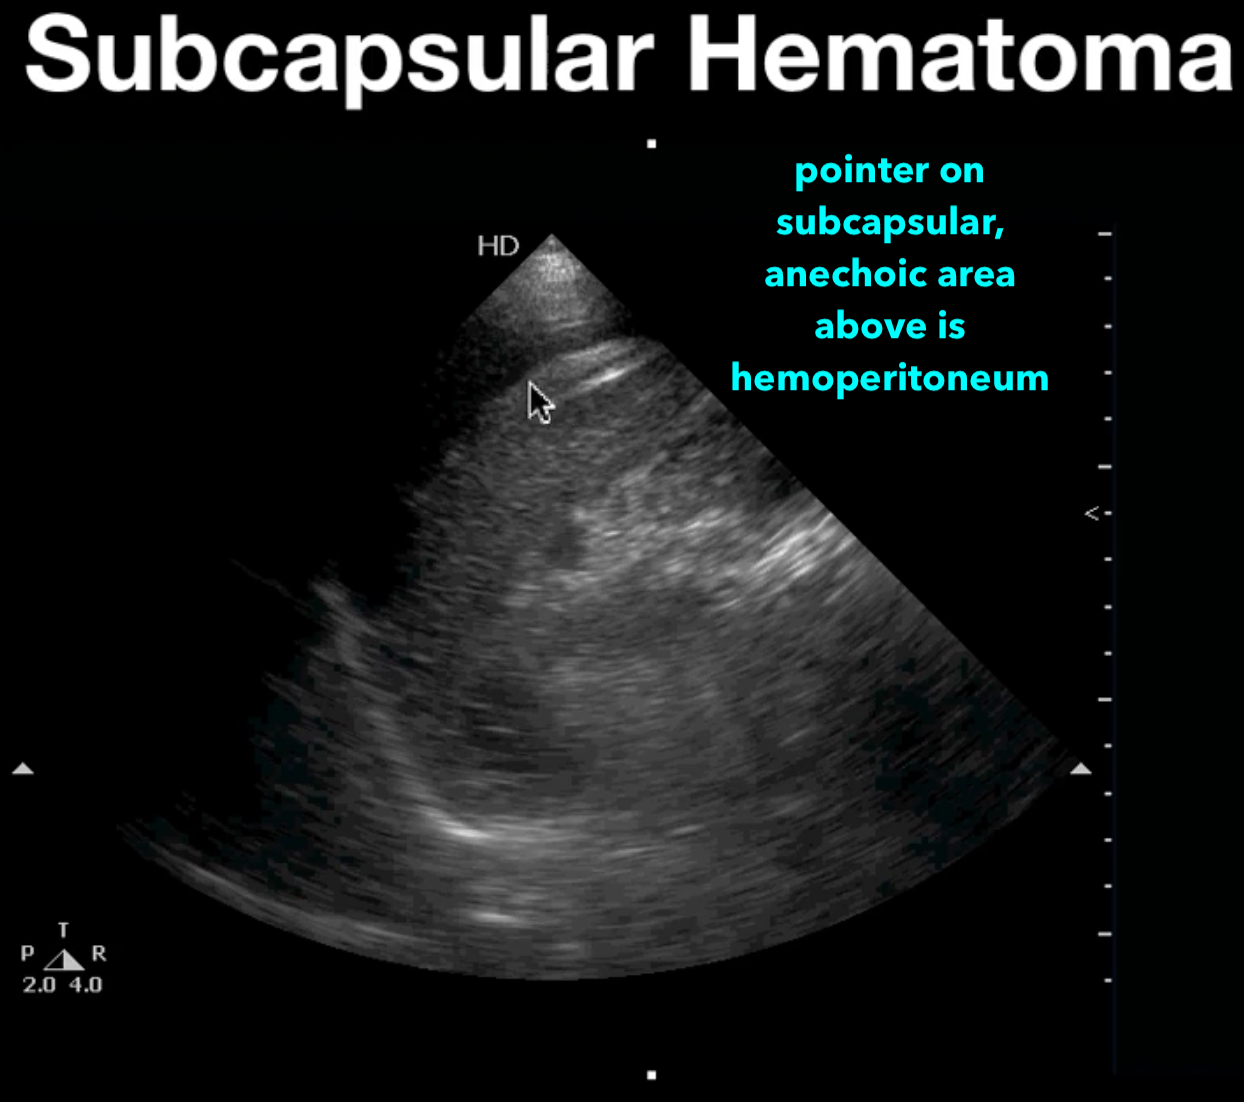 Subcapsular Hematoma
pointer on
subcapsular,
anechoic area
above is
hemoperitoneum
HD
<
T
P R
2.0 4.0